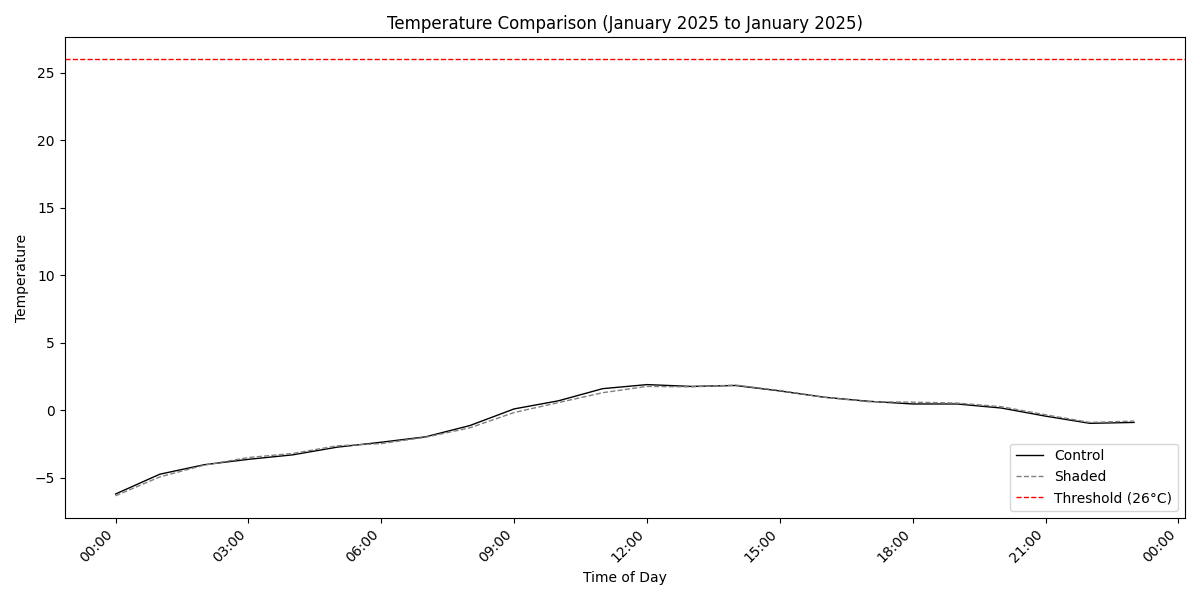 Temperature Comparison (January 2025 to January 2025)
Temperature
25
20
15
10
5
0
−5
Control
Shaded
Threshold (26°C)
00:00
03:00
06:00
09:00
12:00
15:00
18:00
21:00
00:00
Time of Day